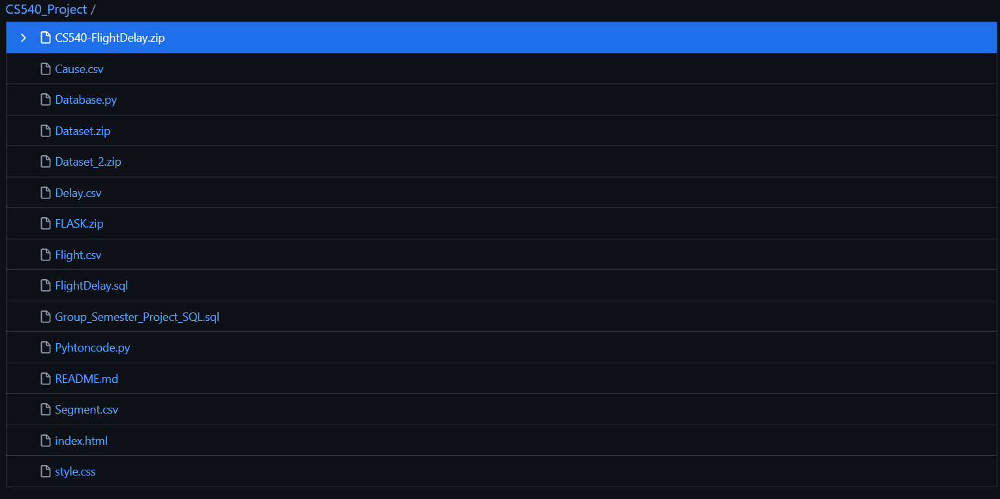 CS540_Project /
CS540-FlightDelay.zip
Cause.csv
Database.py
Dataset.zip
Dataset_2.zip
Delay.csv
FLASK.zip
Flight.csv
FlightDelay.sql
Group_Semester_Project_SQL.sql
Pyhtoncode.py
README.md
Segment.csv
index.html
style.css